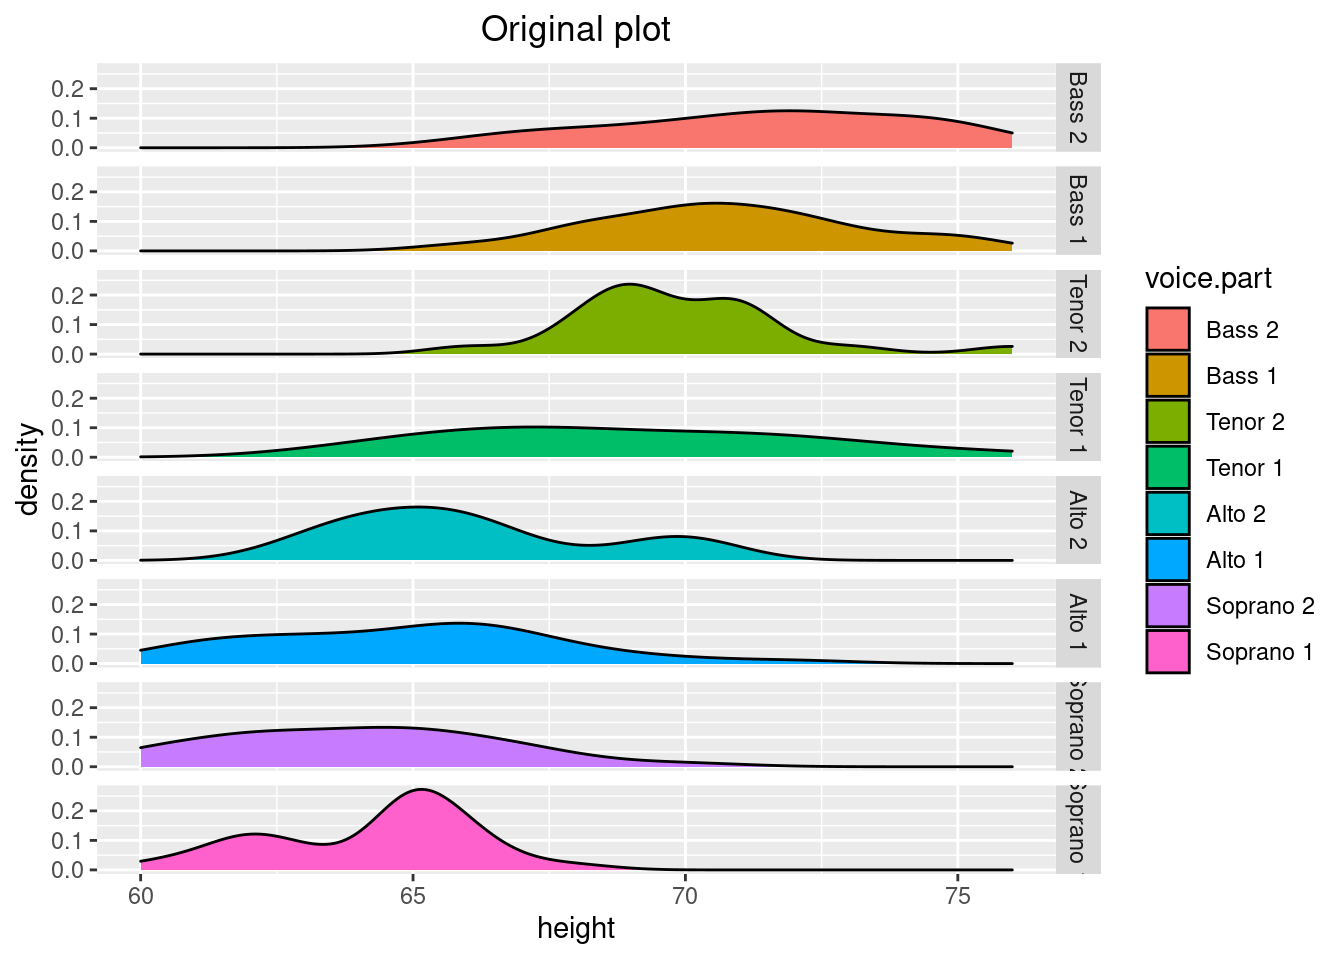 Original plot
0.2
0.1
0.0
Bass 2
0.2
0.1
0.0
Bass 1
0.2
0.1
0.0
Tenor 2
0.2
0.1
0.0
Tenor 1
0.2
0.1
0.0
Alto 2
0.2
0.1
0.0
Alto 1
0.2
0.1
0.0
Soprano 2
0.2
0.1
0.0
Soprano
60 65 70 75
height
density
voice.part
Bass 2
Bass 1
Tenor 2
Tenor 1
Alto 2
Alto 1
Soprano 2
Soprano 1